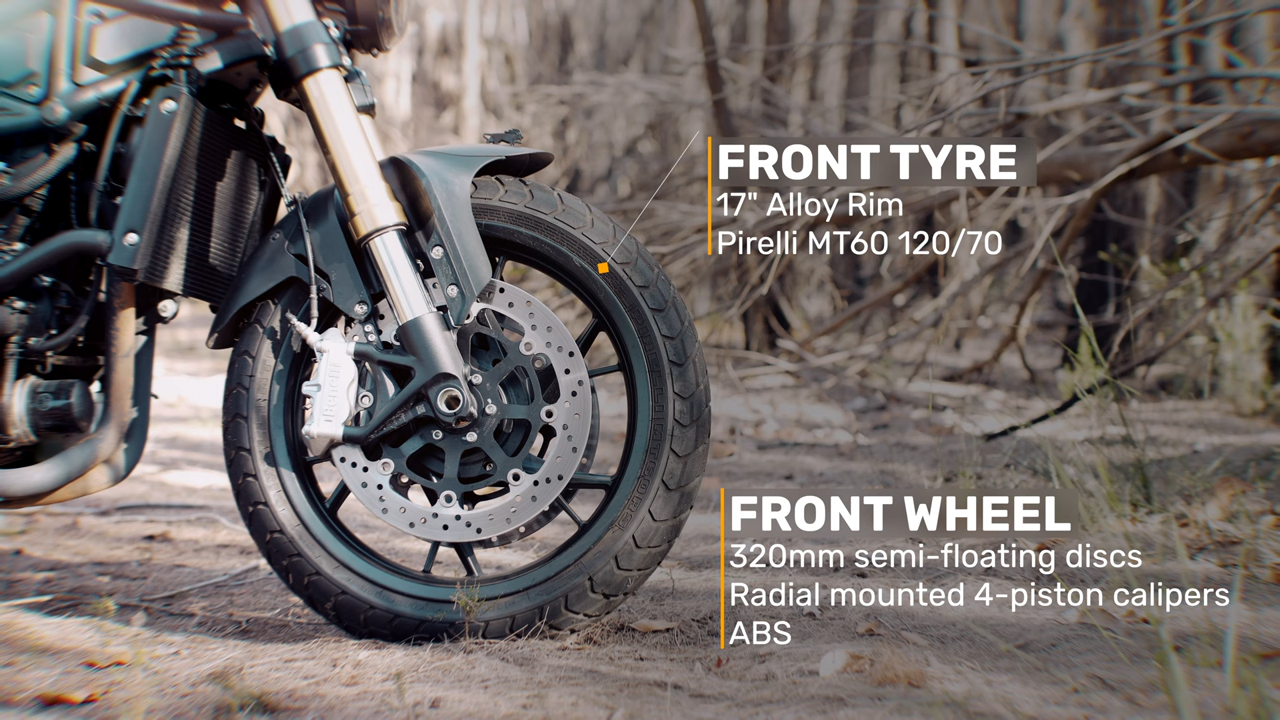 FRONT TYRE
17" Alloy Rim
Pirelli MT60 120/70
Benelli
FRONT WHEEL
320mm semi-floating discs
Radial mounted 4-piston calipers
ABS